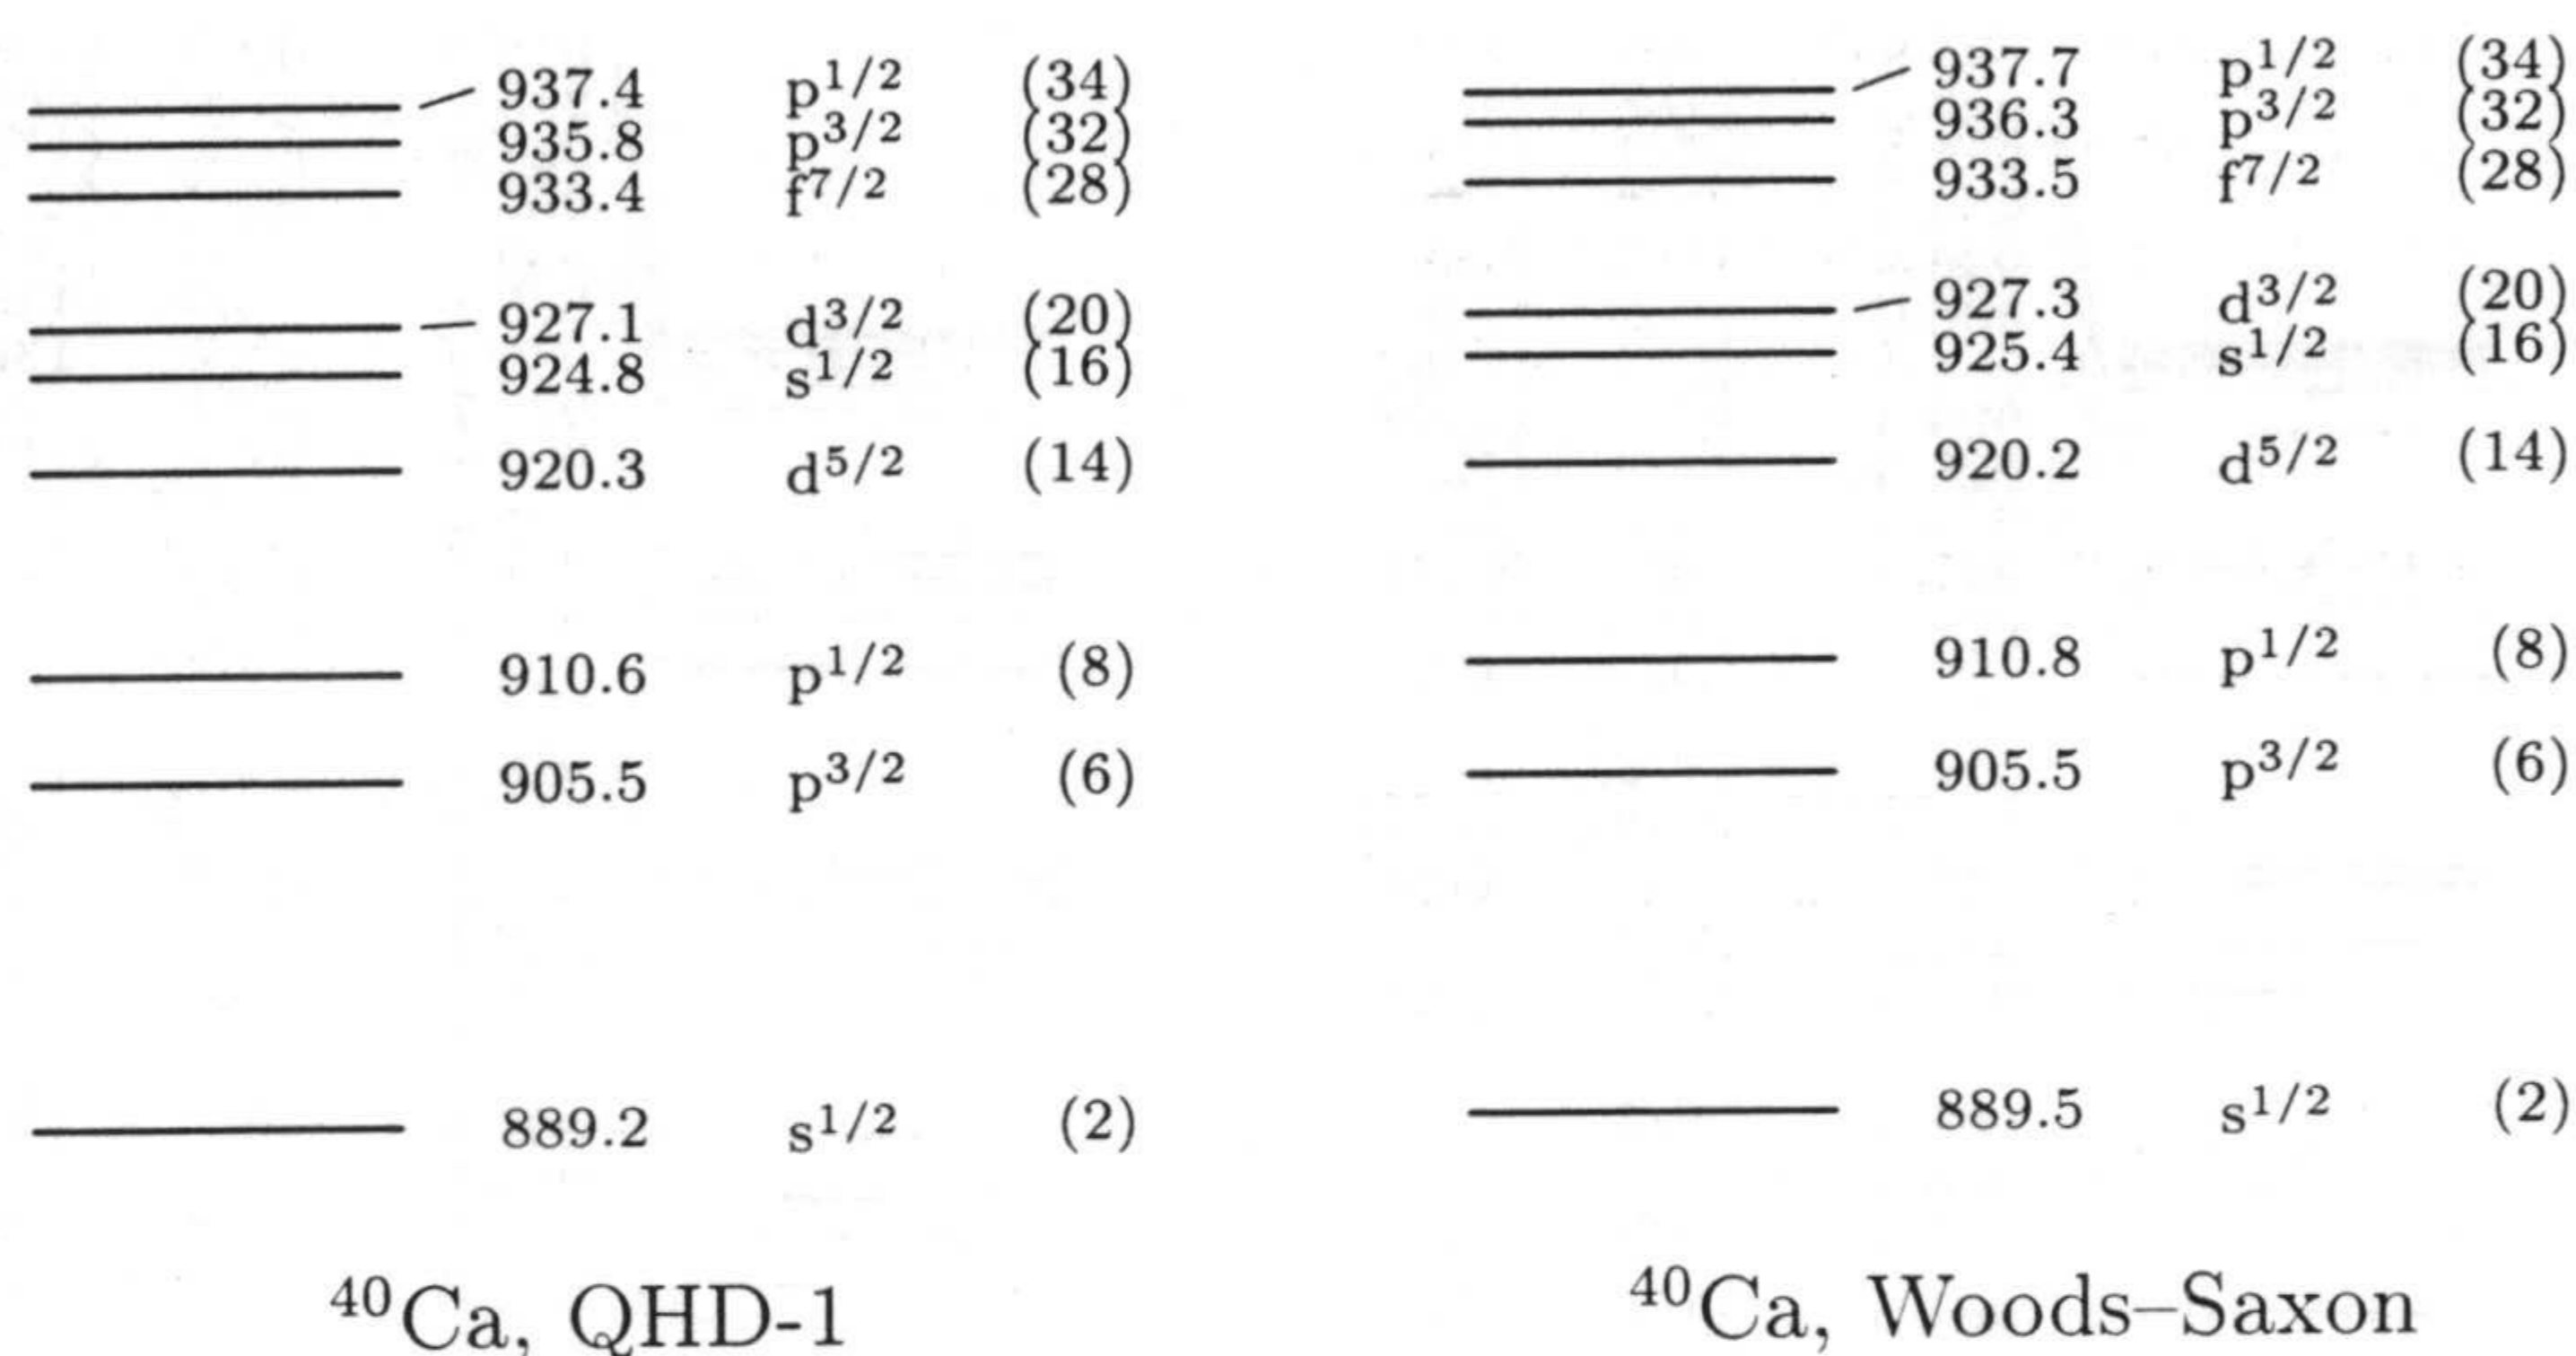 937.4 p1/2 (34)
935.8 p3/2 (32)
933.4 f7/2 (28)
927.1 d3/2 (20)
924.8 s1/2 (16)
920.3 d5/2 (14)
910.6 p1/2 (8)
905.5 p3/2 (6)
889.2 s1/2 (2)
40Ca, QHD-1
937.7 p1/2 (34)
936.3 p3/2 (32)
933.5 f7/2 (28)
927.3 d3/2 (20)
925.4 s1/2 (16)
920.2 d5/2 (14)
910.8 p1/2 (8)
905.5 p3/2 (6)
889.5 s1/2 (2)
40Ca, Woods–Saxon